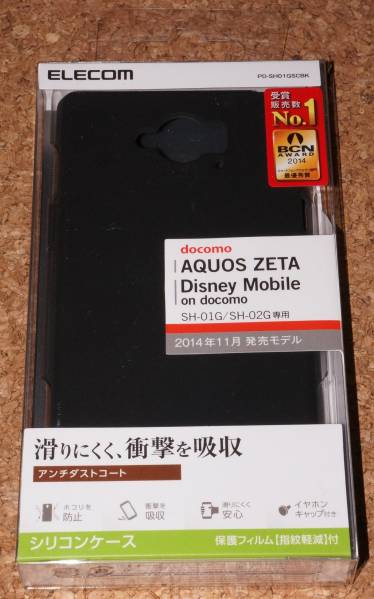 ELECOM
PD-SH01GSCBK
受賞
販売数
No.1
BCN
AWARD
2014
最優秀賞
docomo
AQUOS ZETA
Disney Mobile
on docomo
SH-01G/SH-02G専用
2014年11月 発売モデル
滑りにくく、衝撃を吸収
アンチダストコート
ホコリを
防止
衝撃を
吸収
滑りにくく
安心
イヤホン
キャップ付き
シリコンケース
保護フィルム【指紋軽減】付